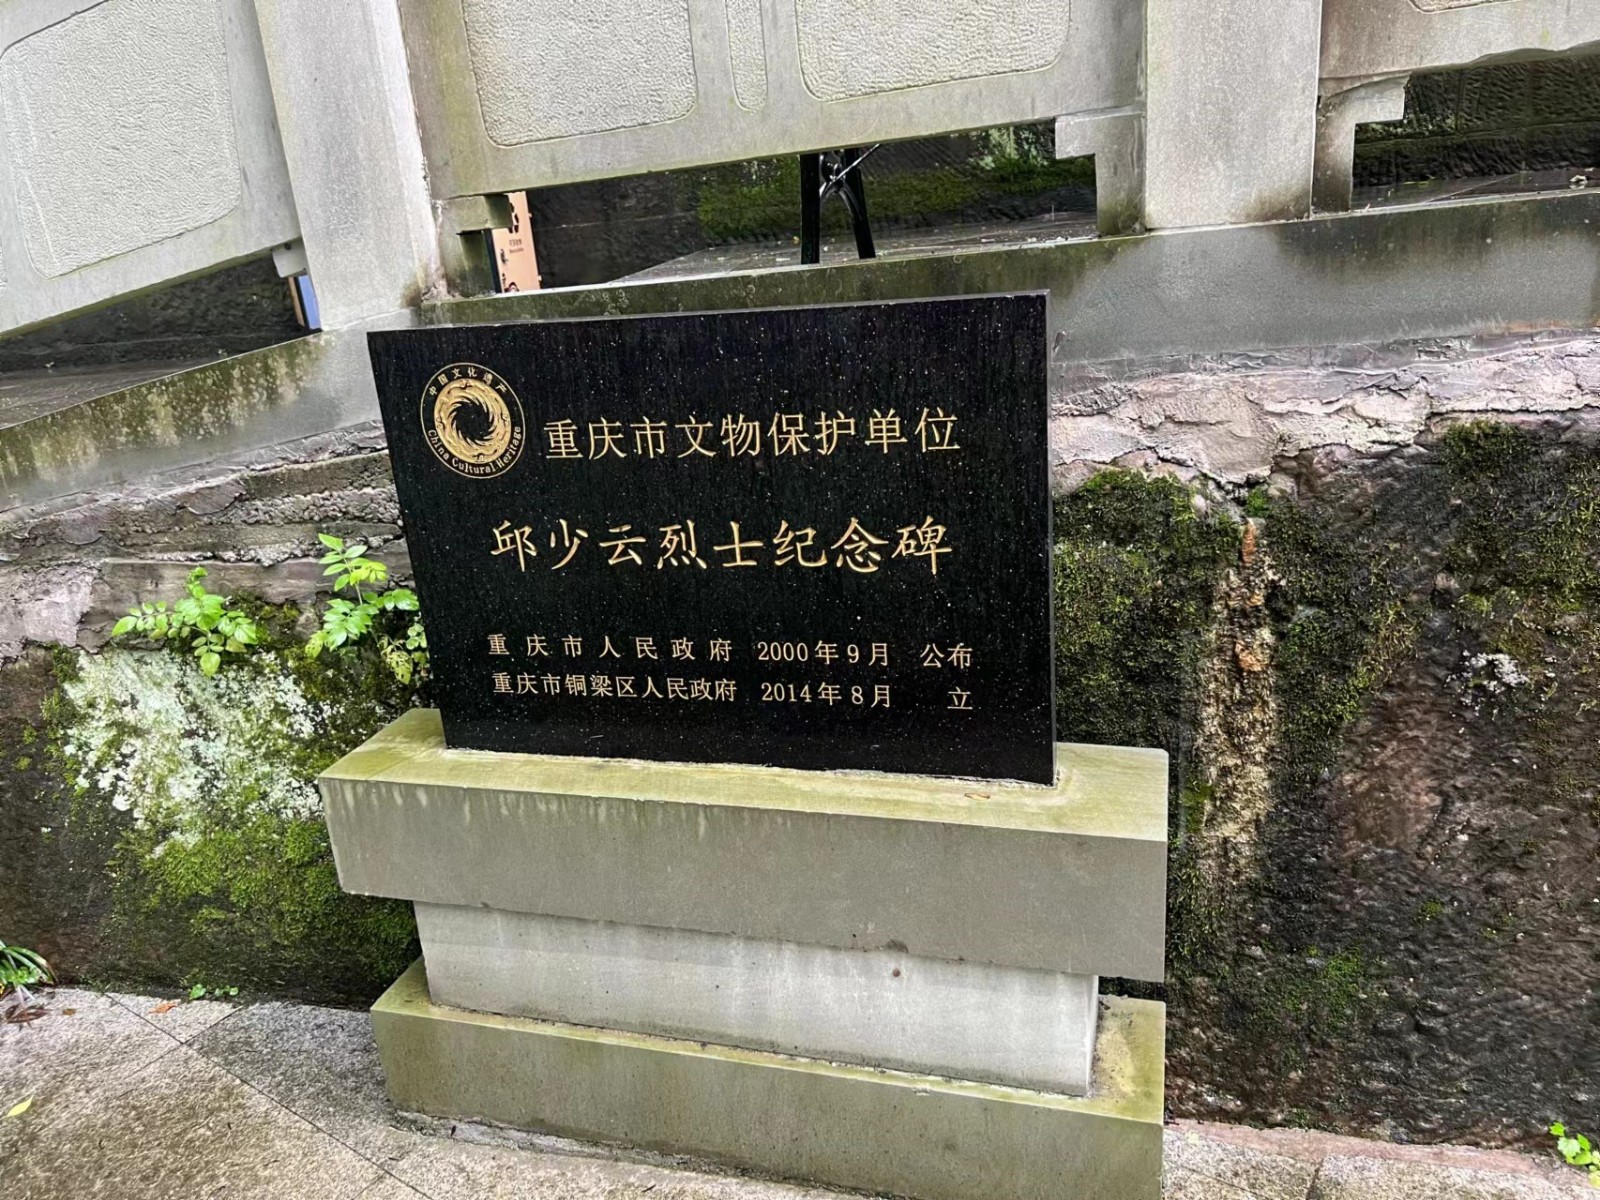 中国文化遗产
China Cultural Heritage
重庆市文物保护单位
邱少云烈士纪念碑
重庆市人民政府 2000年9月 公布
重庆市铜梁区人民政府 2014年8月 立